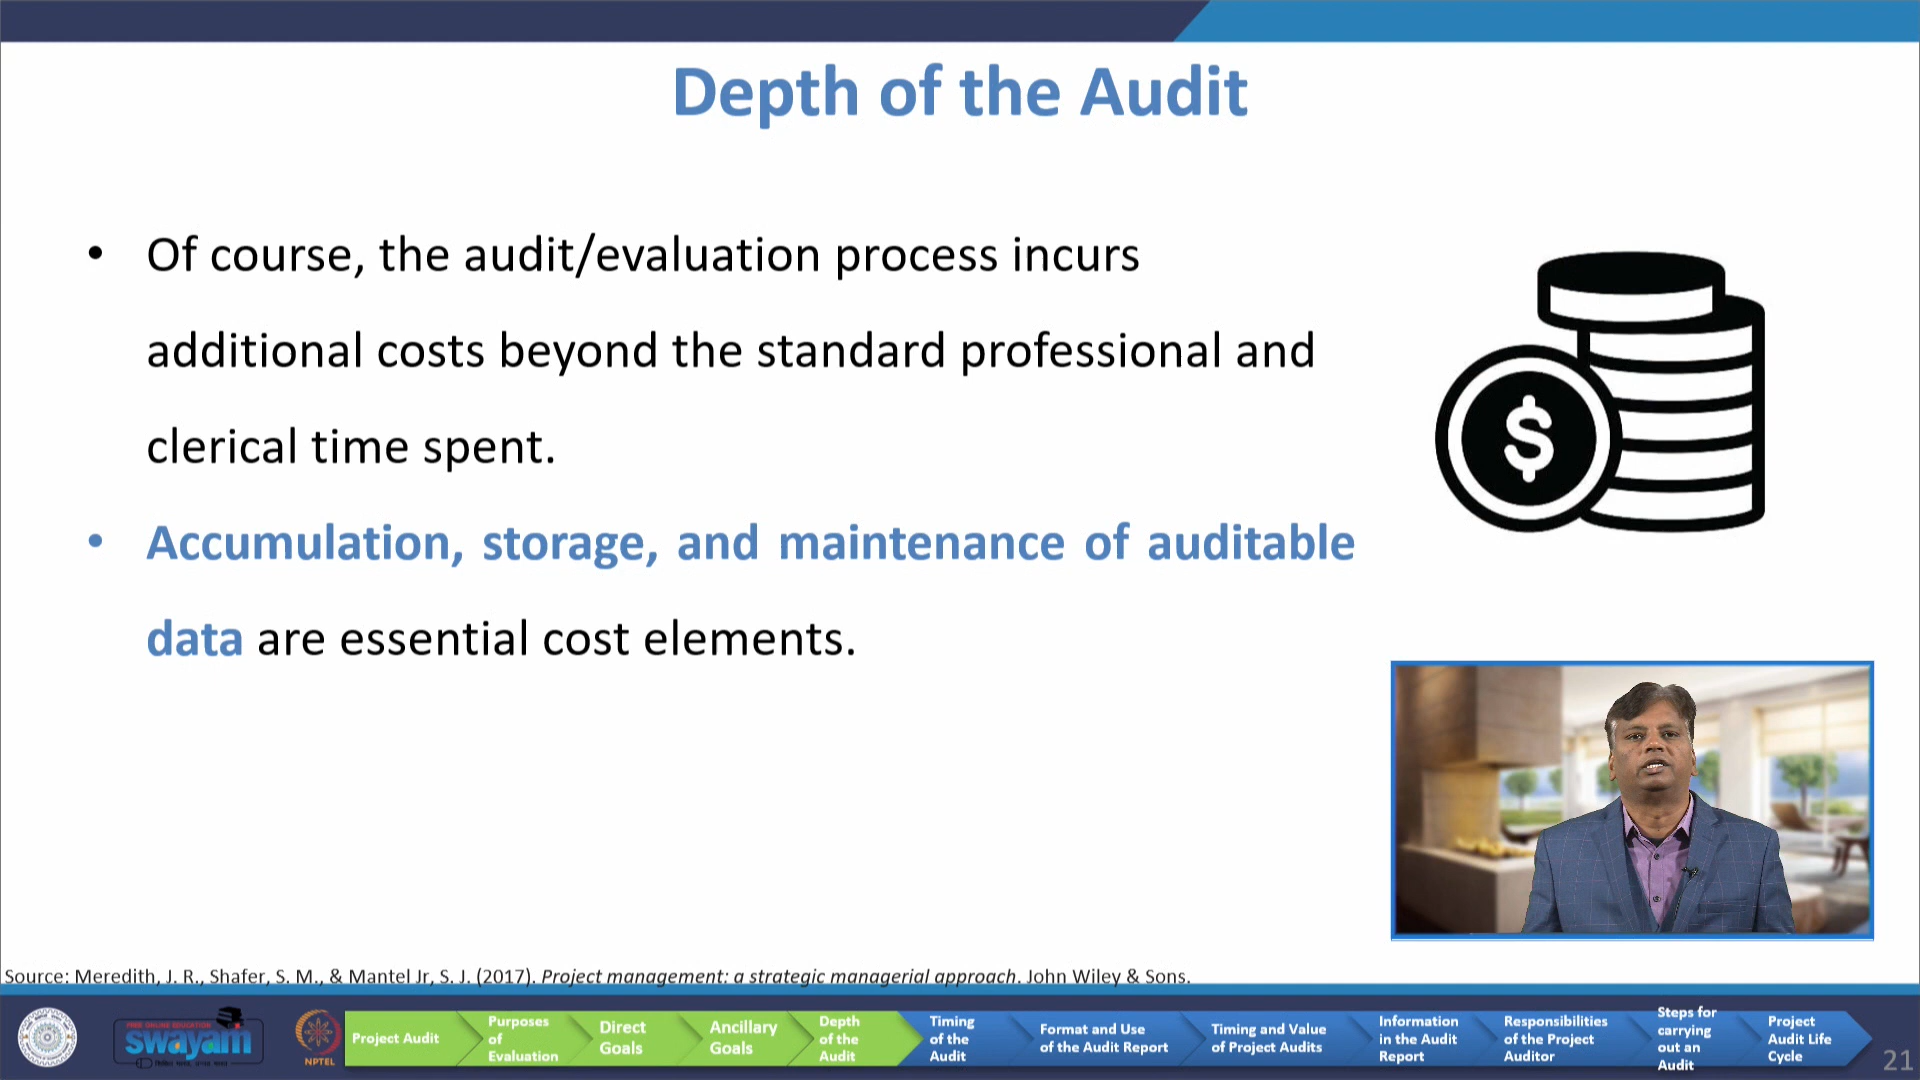 Depth of the Audit
• Of course, the audit/evaluation process incurs
additional costs beyond the standard professional and
clerical time spent.
• Accumulation, storage, and maintenance of auditable
data are essential cost elements.
$
Source: Meredith, J. R., Shafer, S. M., & Mantel Jr, S. J. (2017). Project management: a strategic managerial approach. John Wiley & Sons.
FREE ONLINE EDUCATION
swayam
NPTEL
Project Audit
Purposes
of
Evaluation
Direct
Goals
Ancillary
Goals
Depth
of the
Audit
Timing
of the
Audit
Format and Use
of the Audit Report
Timing and Value
of Project Audits
Information
in the Audit
Report
Responsibilities
of the Project
Auditor
Steps for
carrying
out an
Audit
Project
Audit Life
Cycle
21